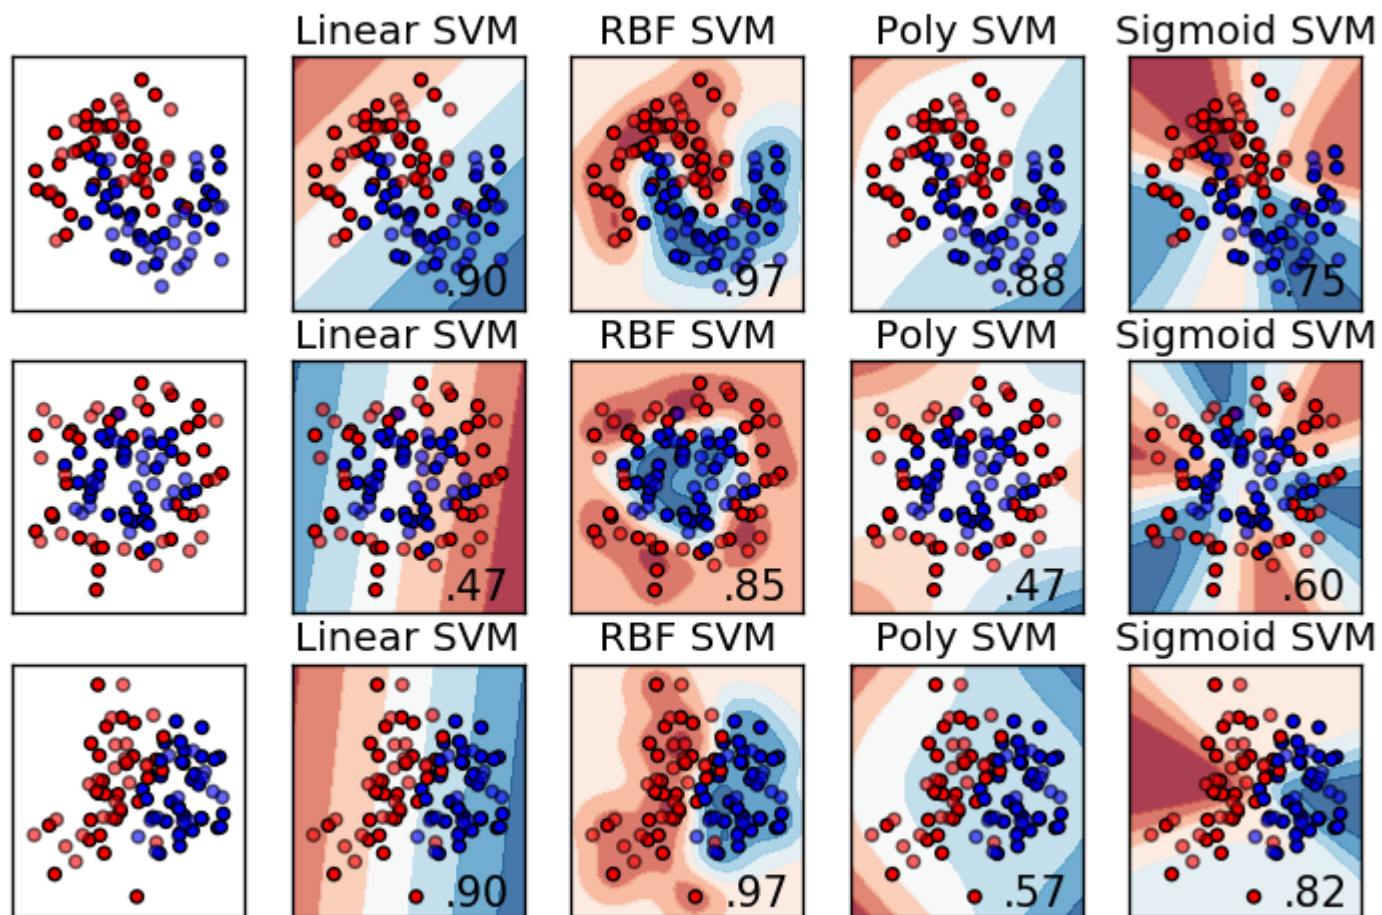 Linear SVM RBF SVM Poly SVM Sigmoid SVM
.90 .97 .88 .75
Linear SVM RBF SVM Poly SVM Sigmoid SVM
.47 .85 .47 .60
Linear SVM RBF SVM Poly SVM Sigmoid SVM
.90 .97 .57 .82